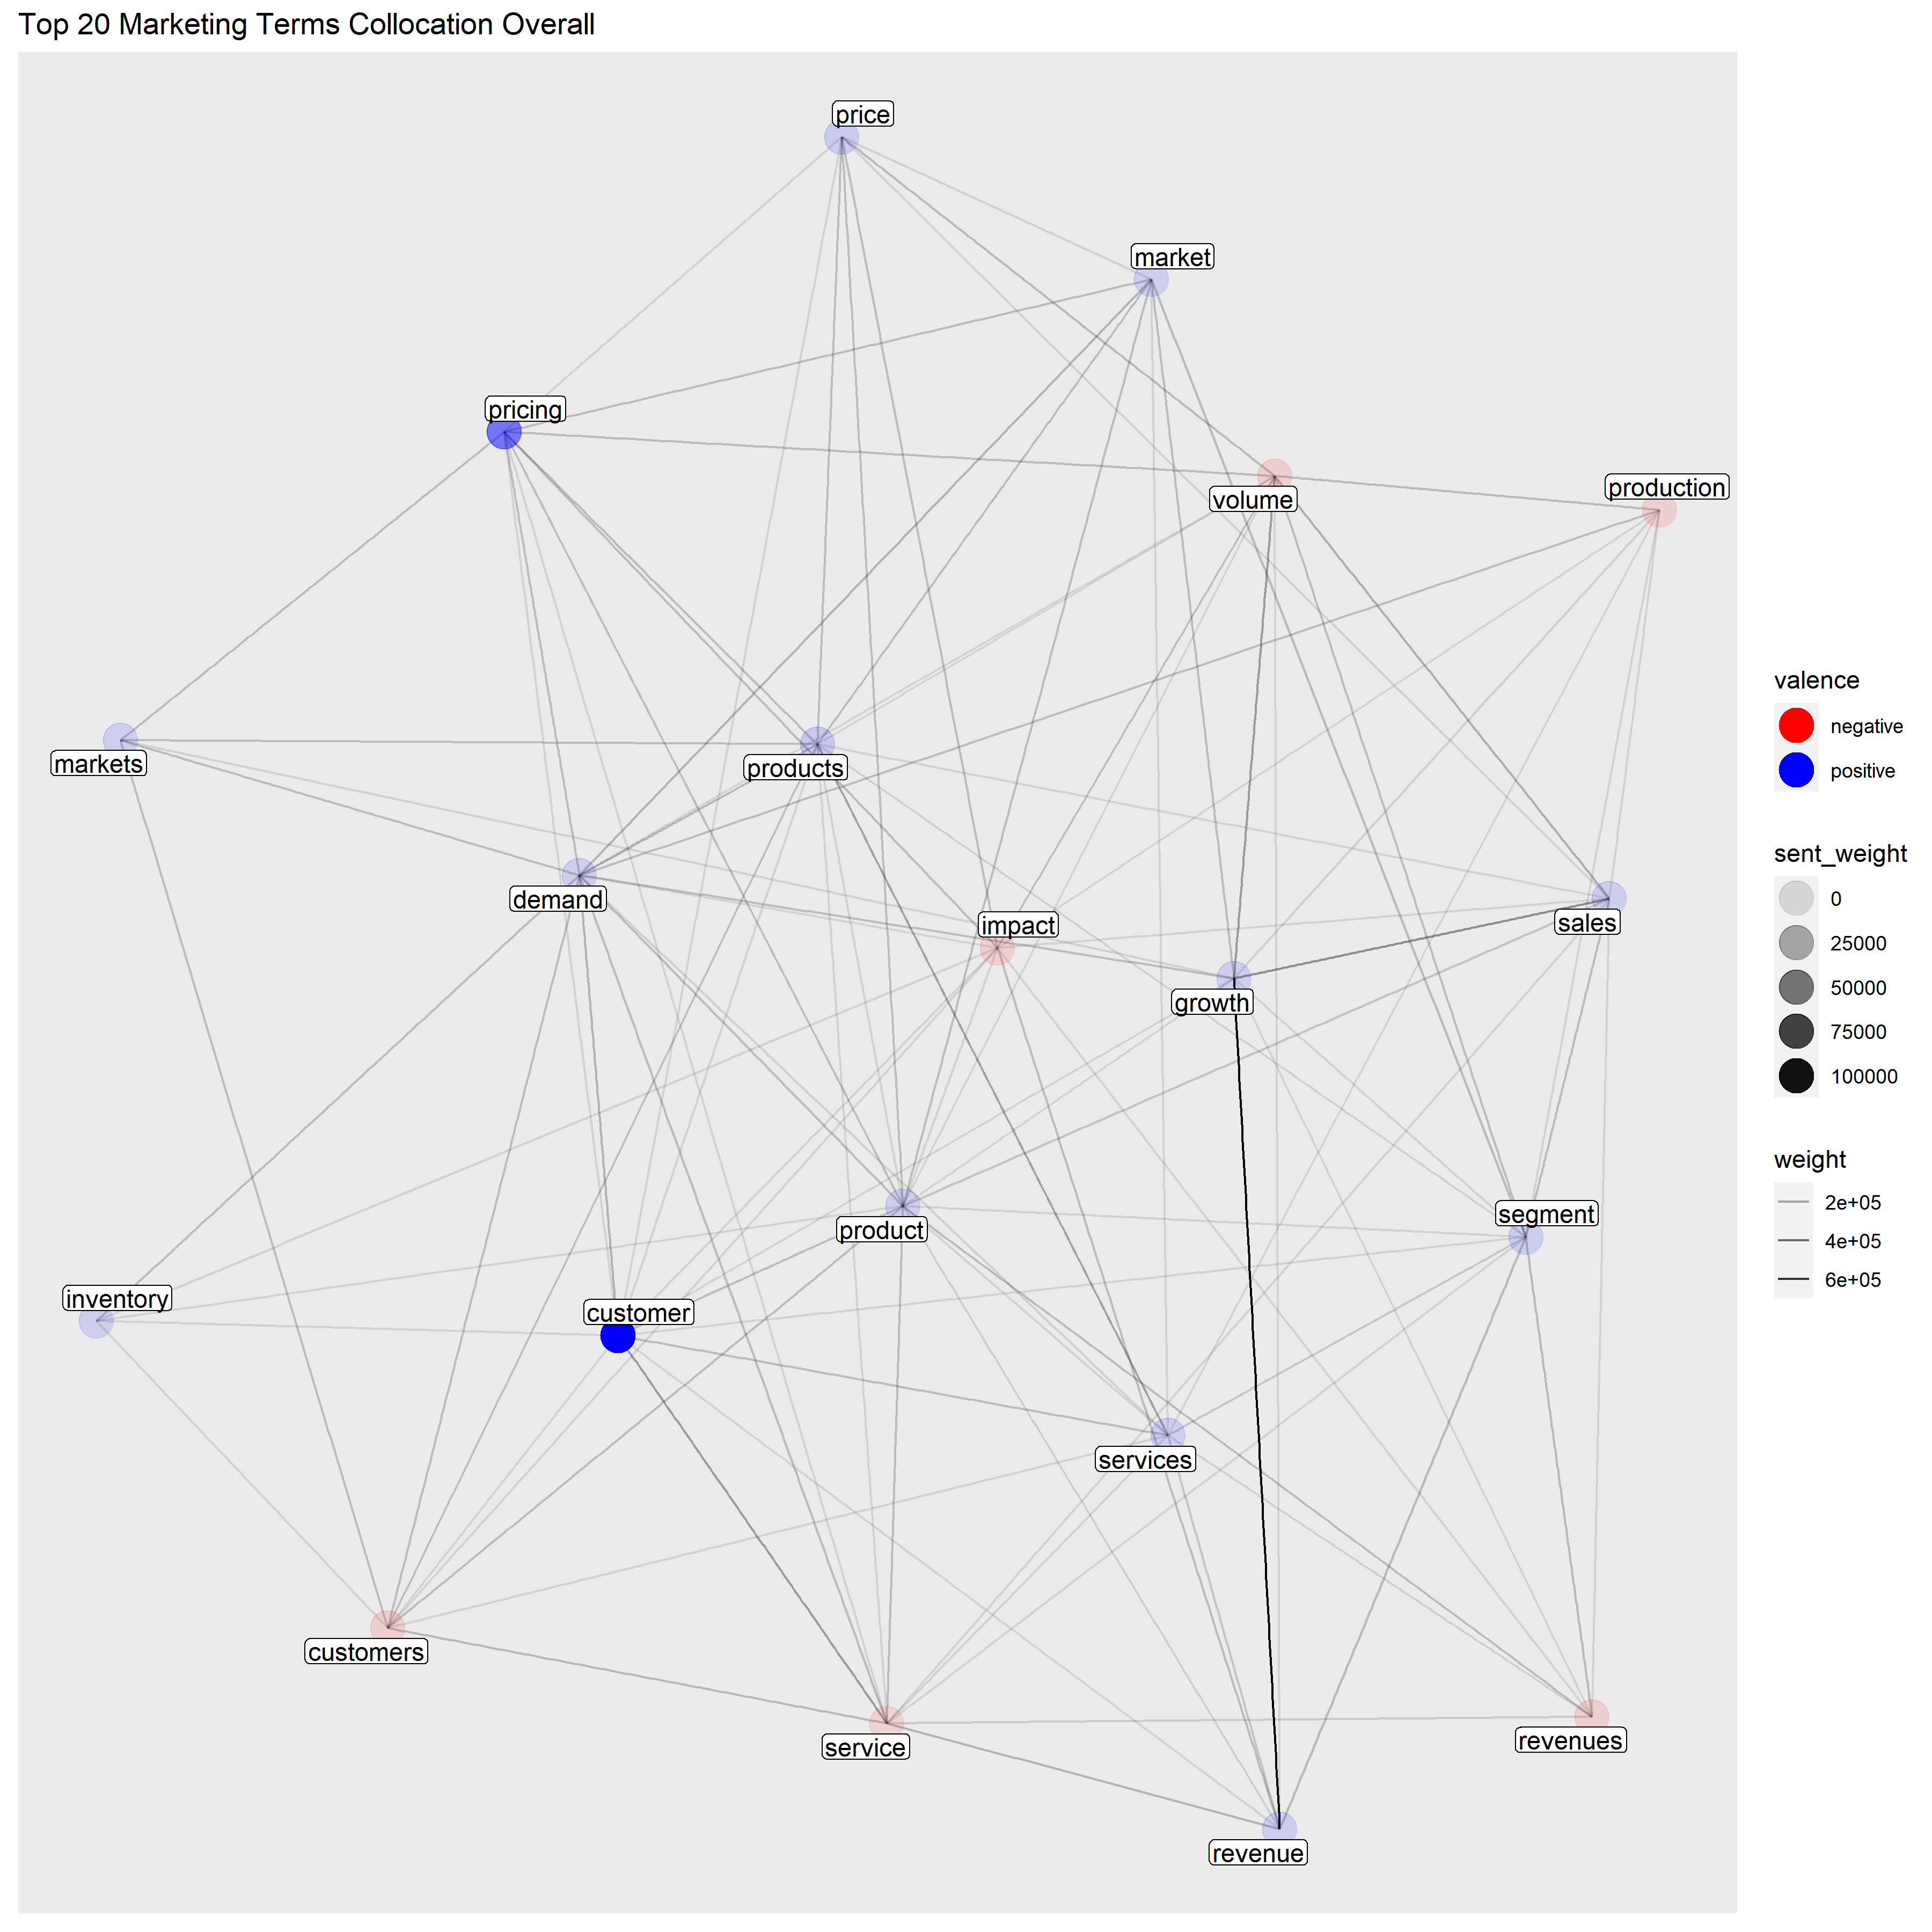 Top 20 Marketing Terms Collocation Overall
price
market
pricing
volume
production
markets
products
demand
impact
sales
growth
product
segment
inventory
customer
services
customers
service
revenues
revenue
valence
negative
positive
sent_weight
0
25000
50000
75000
100000
weight
2e+05
4e+05
6e+05